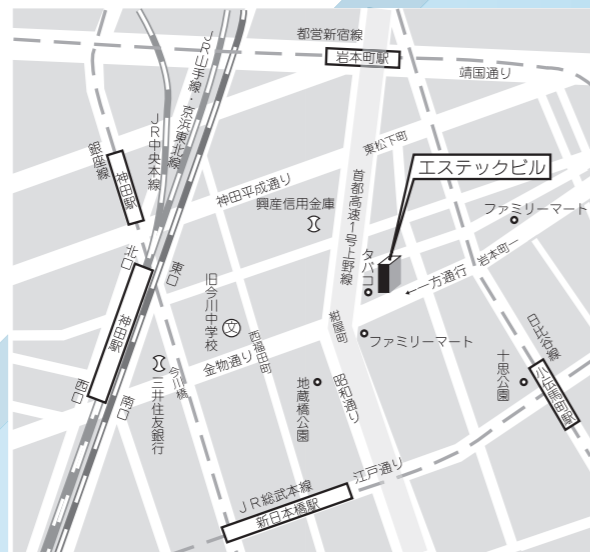 都営新宿線
岩本町駅
靖国通り
JR山手線・京浜東北線
JR中央本線
銀座線
神田駅
東松下町
エステックビル
神田平成通り
興産信用金庫
首都高速1号上野線
ファミリーマート
タバコ
岩本町一
←一方通行
北口
東口
神田駅
旧今川中学校
文
西福田町
紺屋町
ファミリーマート
日比谷線
金物通り
今川橋
三井住友銀行
西口
南口
地蔵橋公園
昭和通り
十思公園
小伝馬町駅
江戸通り
JR総武本線
新日本橋駅